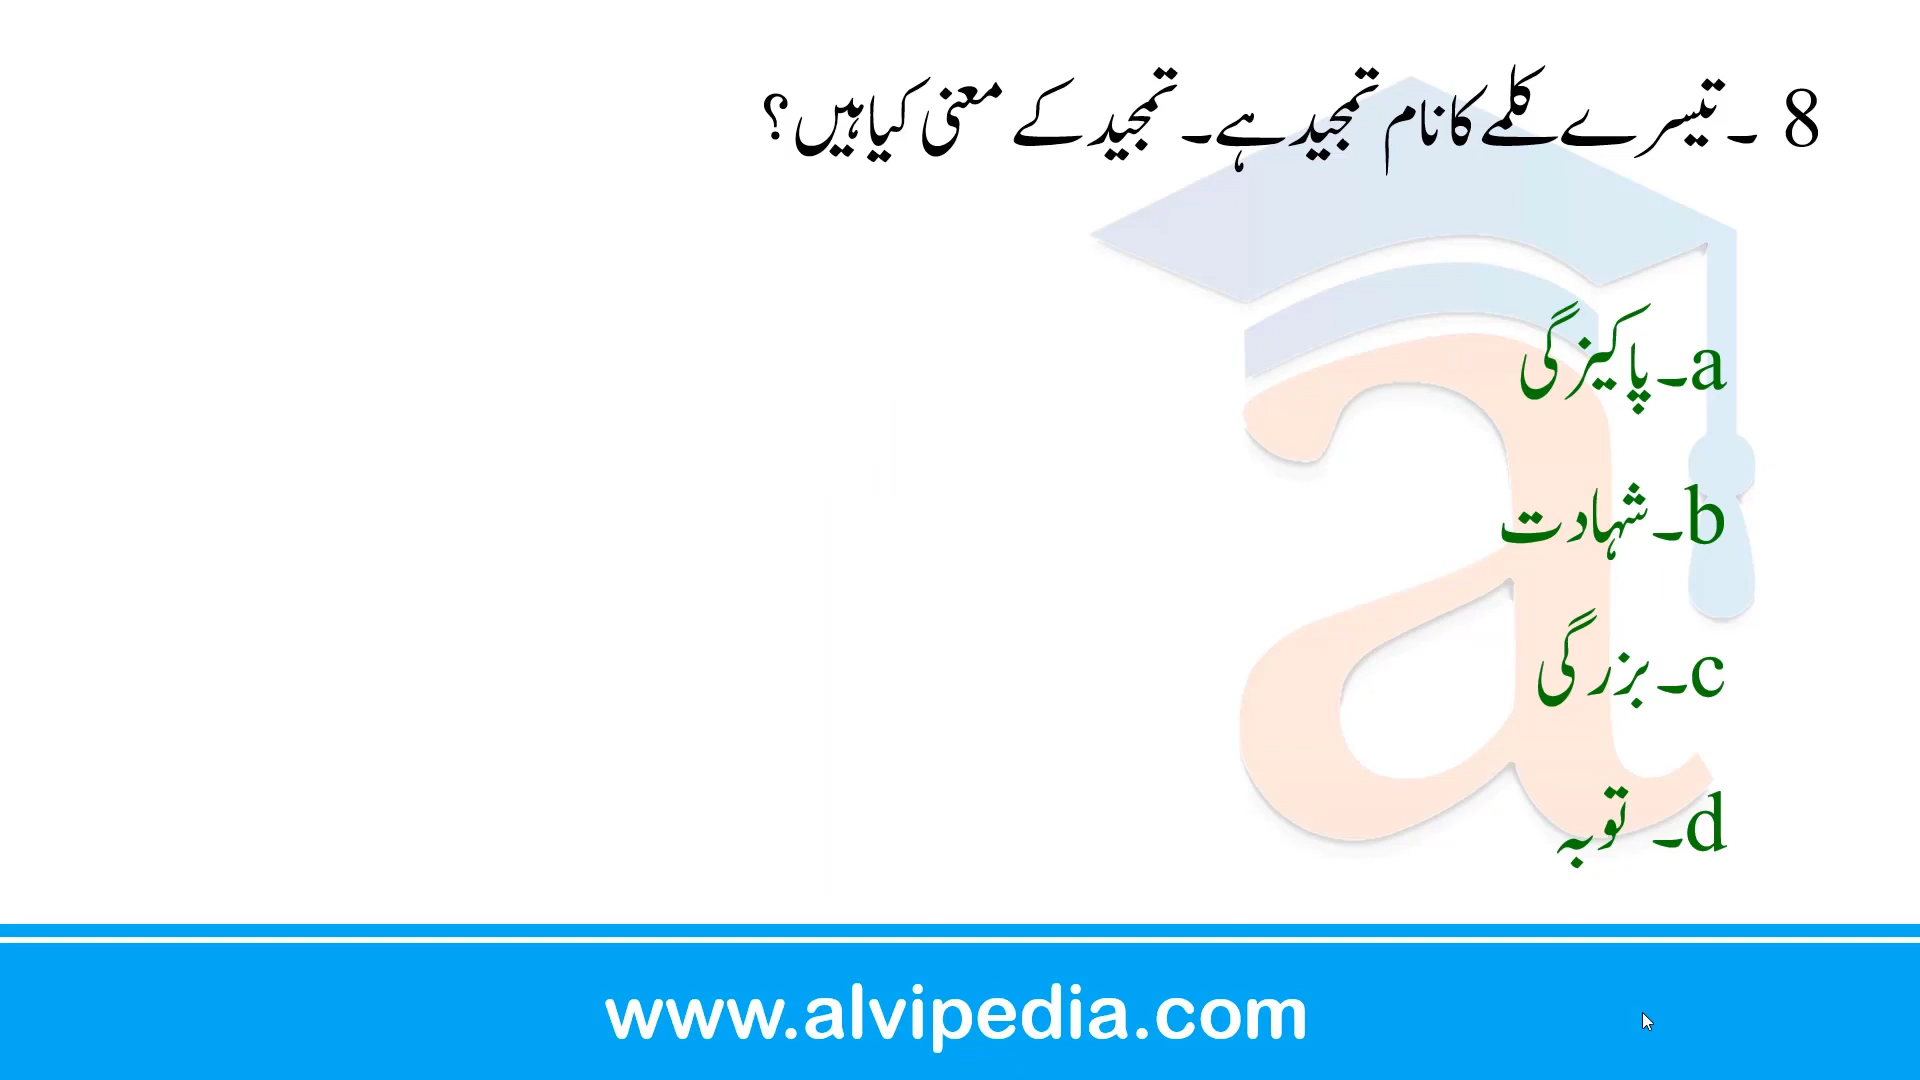 8 ۔تیسرے کلمے کا نام تمجید ہے۔ تمجید کے معنی کیا ہیں؟
a۔پاکیزگی
b۔شہادت
c۔بزرگی
d۔ توبہ
www.alvipedia.com